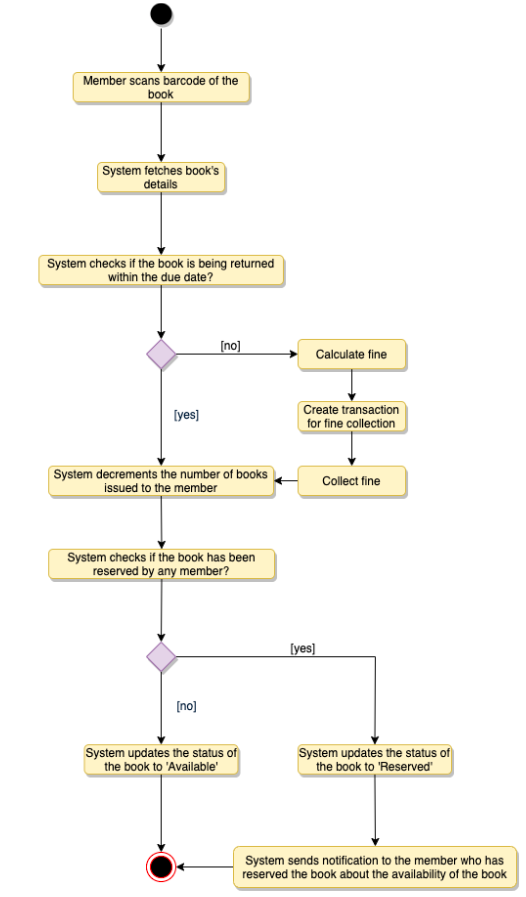 Member scans barcode of the
book
System fetches book's
details
System checks if the book is being returned
within the due date?
[no]
Calculate fine
[yes]
Create transaction
for fine collection
System decrements the number of books
issued to the member
Collect fine
System checks if the book has been
reserved by any member?
[yes]
[no]
System updates the status of
the book to 'Available'
System updates the status of
the book to 'Reserved'
System sends notification to the member who has
reserved the book about the availability of the book